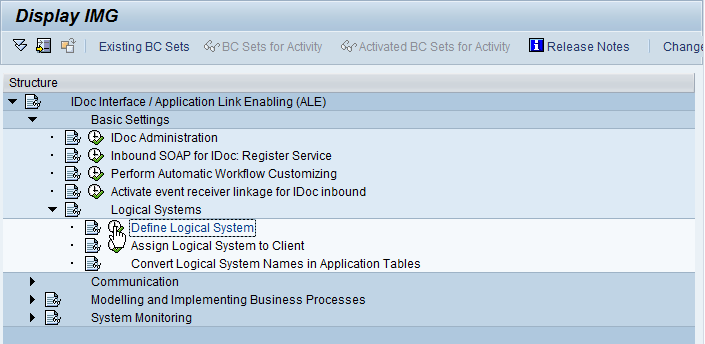 Display IMG
Existing BC Sets BC Sets for Activity Activated BC Sets for Activity Release Notes Change
Structure
IDoc Interface / Application Link Enabling (ALE)
Basic Settings
IDoc Administration
Inbound SOAP for IDoc: Register Service
Perform Automatic Workflow Customizing
Activate event receiver linkage for IDoc inbound
Logical Systems
Define Logical System
Assign Logical System to Client
Convert Logical System Names in Application Tables
Communication
Modelling and Implementing Business Processes
System Monitoring